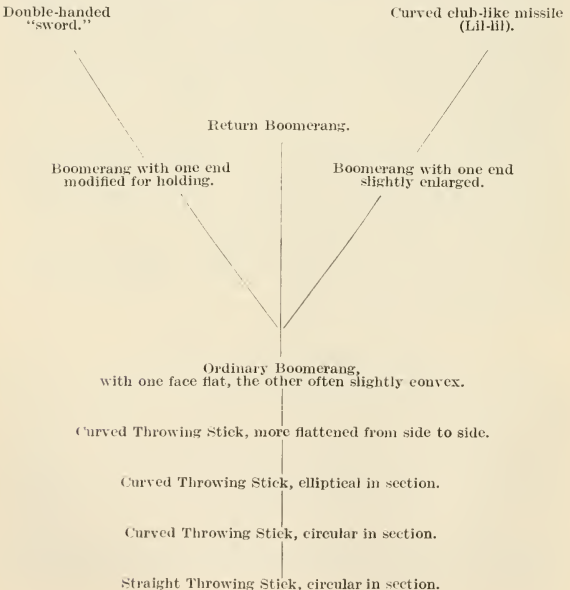 Double-handed
“sword.”
Curved club-like missile
(Lil-lil).
Return Boomerang.
Boomerang with one end
modified for holding.
Boomerang with one end
slightly enlarged.
Ordinary Boomerang,
with one face flat, the other often slightly convex.
Curved Throwing Stick, more flattened from side to side.
Curved Throwing Stick, elliptical in section.
Curved Throwing Stick, circular in section.
Straight Throwing Stick, circular in section.